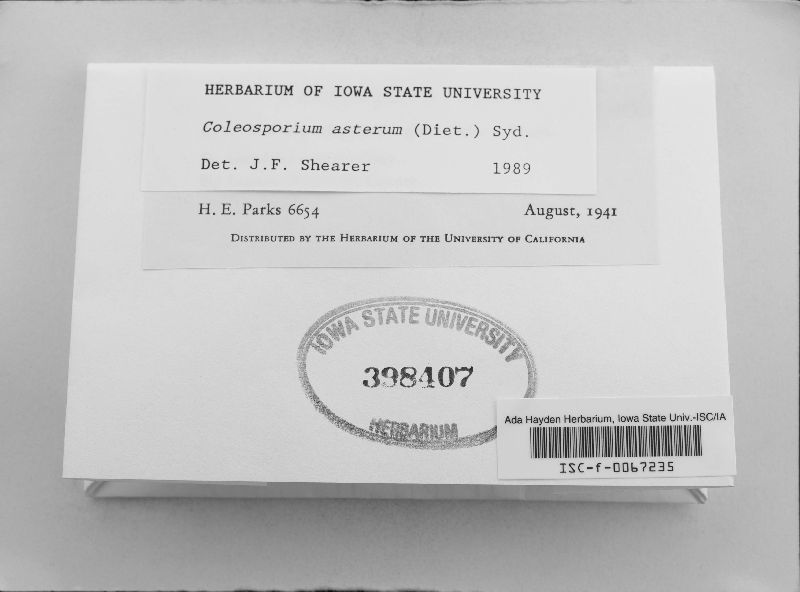 HERBARIUM OF IOWA STATE UNIVERSITY
Coleosporium asterum (Diet.) Syd.
Det. J.F. Shearer 1989
H. E. Parks 6654 August, 1941
Distributed by the Herbarium of the University of California
IOWA STATE UNIVERSITY
398407
HERBARIUM
Ada Hayden Herbarium, Iowa State Univ.-ISC/IA
ISC-f-0067235